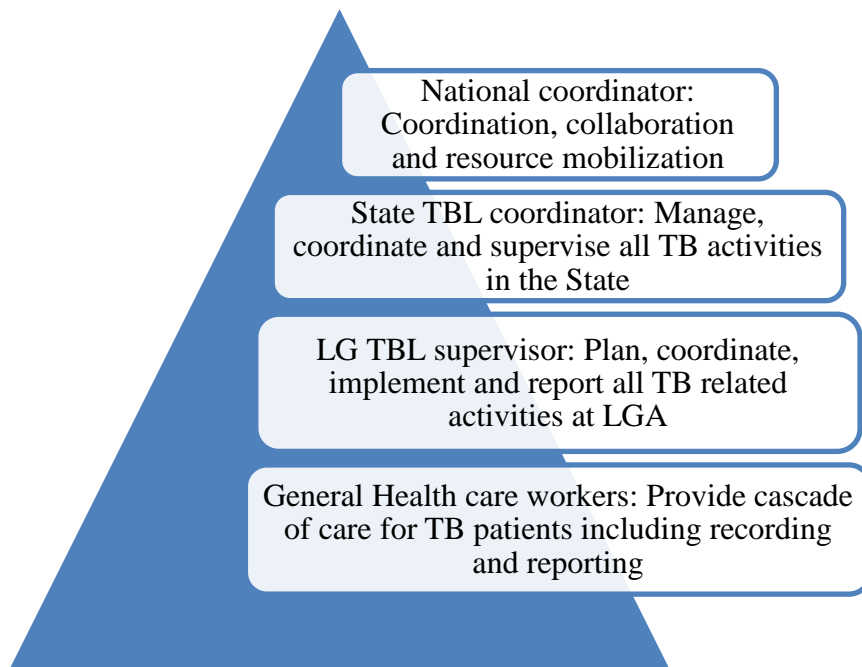 National coordinator:
Coordination, collaboration
and resource mobilization
State TBL coordinator: Manage,
coordinate and supervise all TB activities
in the State
LG TBL supervisor: Plan, coordinate,
implement and report all TB related
activities at LGA
General Health care workers: Provide cascade
of care for TB patients including recording
and reporting